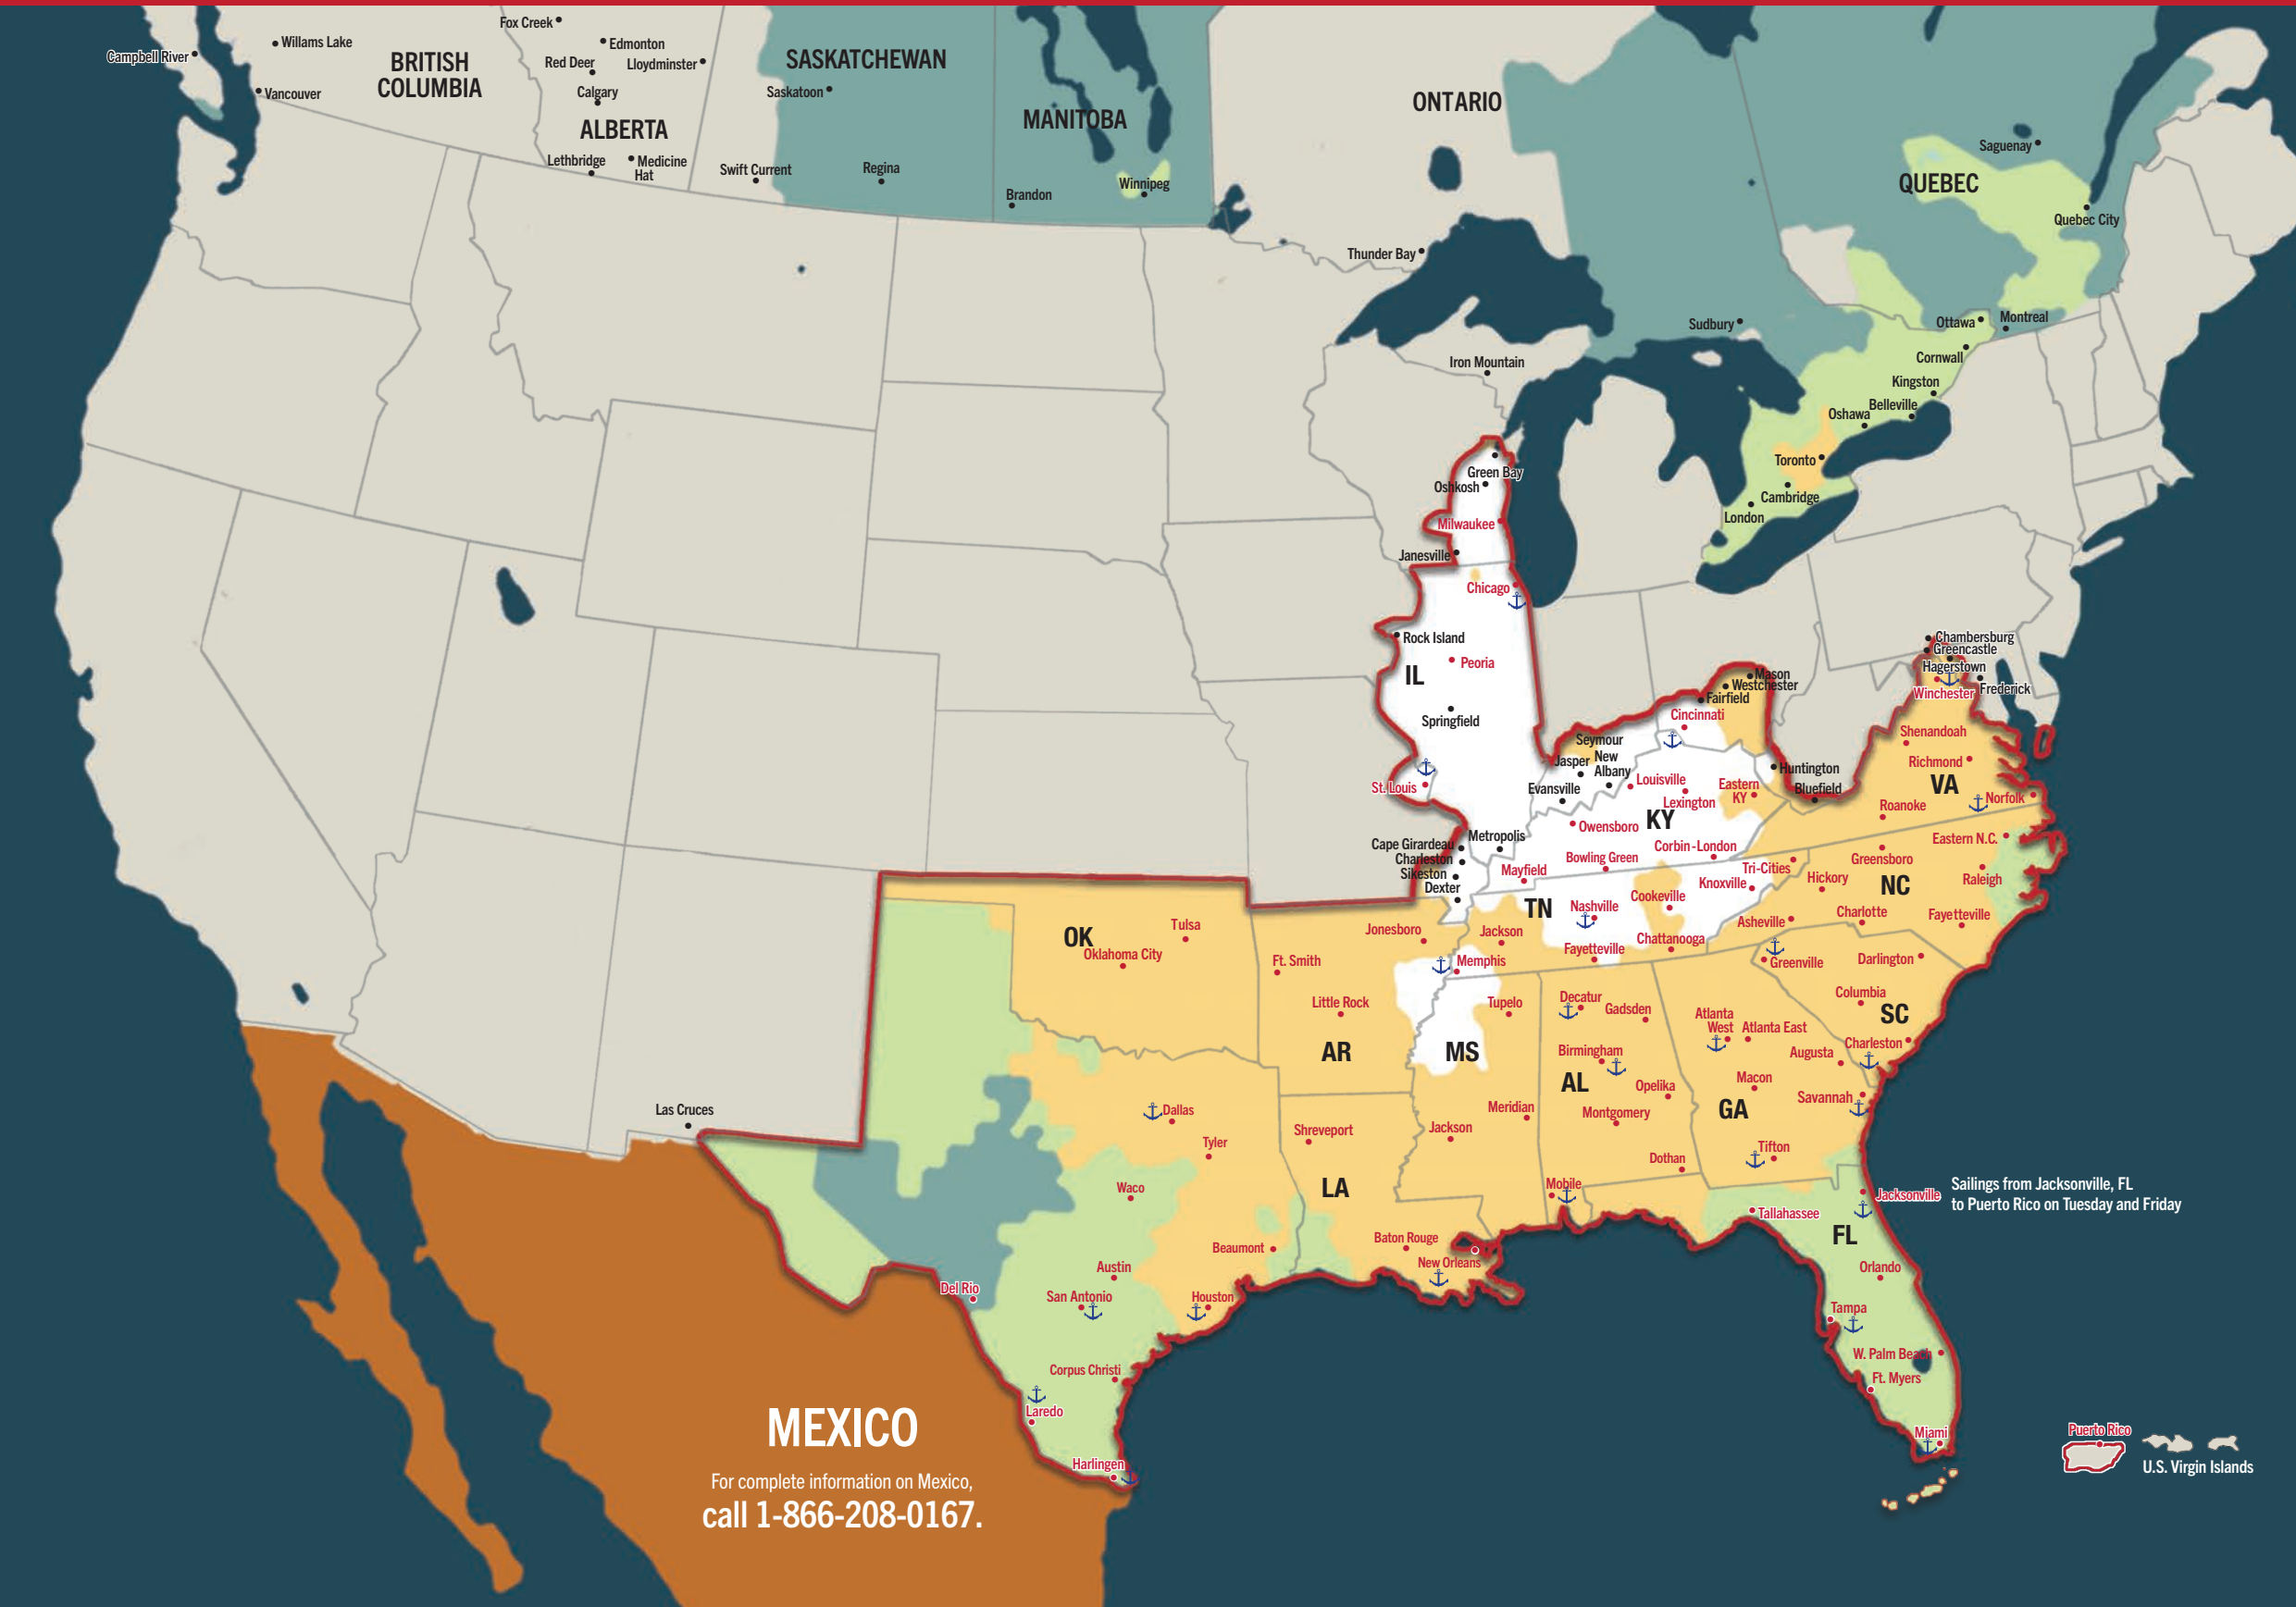 Fox Creek
Willams Lake
Edmonton
Campbell River
BRITISH
COLUMBIA
Red Deer
Lloydminster
SASKATCHEWAN
Vancouver
Calgary
Saskatoon
ONTARIO
ALBERTA
MANITOBA
Saguenay
Lethbridge
Medicine
Hat
Swift Current
Regina
Winnipeg
QUEBEC
Brandon
Quebec City
Thunder Bay
Sudbury
Ottawa
Montreal
Iron Mountain
Cornwall
Kingston
Belleville
Oshawa
Toronto
Green Bay
Oshkosh
Cambridge
London
Milwaukee
Janesville
Chicago
Rock Island
Peoria
IL
Springfield
St. Louis
Chambersburg
Greencastle
Hagerstown
Frederick
Winchester
Mason
Westchester
Fairfield
Cincinnati
Seymour
Jasper
New
Albany
Evansville
Louisville
Lexington
Eastern
KY
Huntington
Bluefield
Shenandoah
Richmond
VA
Norfolk
Roanoke
Owensboro
KY
Metropolis
Cape Girardeau
Charleston
Sikeston
Dexter
Corbin-London
Bowling Green
Mayfield
Tri-Cities
Knoxville
Eastern N.C.
Greensboro
Hickory
NC
Raleigh
Cookeville
TN
Nashville
Charlotte
Fayetteville
Asheville
Tulsa
OK
Oklahoma City
Jonesboro
Jackson
Fayetteville
Chattanooga
Ft. Smith
Memphis
Greenville
Darlington
Little Rock
Tupelo
Decatur
Gadsden
Columbia
SC
Atlanta
West
Atlanta East
AR
MS
Birmingham
Augusta
Charleston
AL
Opelika
Macon
GA
Savannah
Las Cruces
Dallas
Meridian
Montgomery
Shreveport
Jackson
Tyler
Tifton
Dothan
Waco
LA
Mobile
Jacksonville
Sailings from Jacksonville, FL
to Puerto Rico on Tuesday and Friday
Tallahassee
FL
Beaumont
Baton Rouge
New Orleans
Austin
Orlando
Del Rio
San Antonio
Houston
Tampa
W. Palm Beach
Corpus Christi
Ft. Myers
Laredo
MEXICO
Miami
Puerto Rico
U.S. Virgin Islands
Harlingen
For complete information on Mexico,
call 1-866-208-0167.